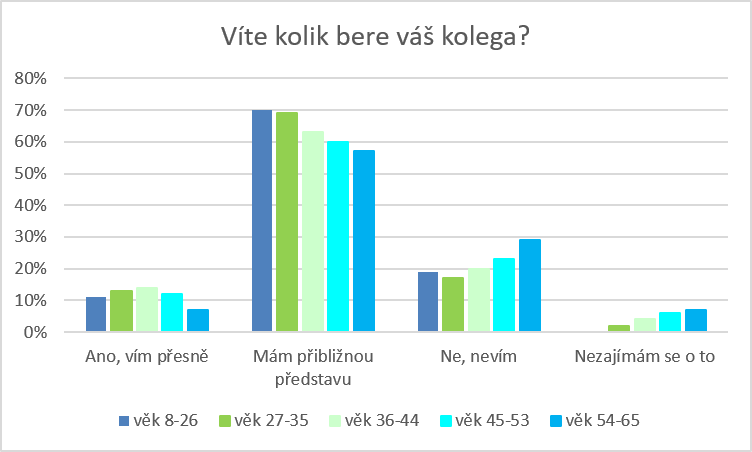 Víte kolik bere váš kolega?
80%
70%
60%
50%
40%
30%
20%
10%
0%
Ano, vím přesně
Mám přibližnou
představu
Ne, nevím
Nezajímám se o to
věk 8-26
věk 27-35
věk 36-44
věk 45-53
věk 54-65